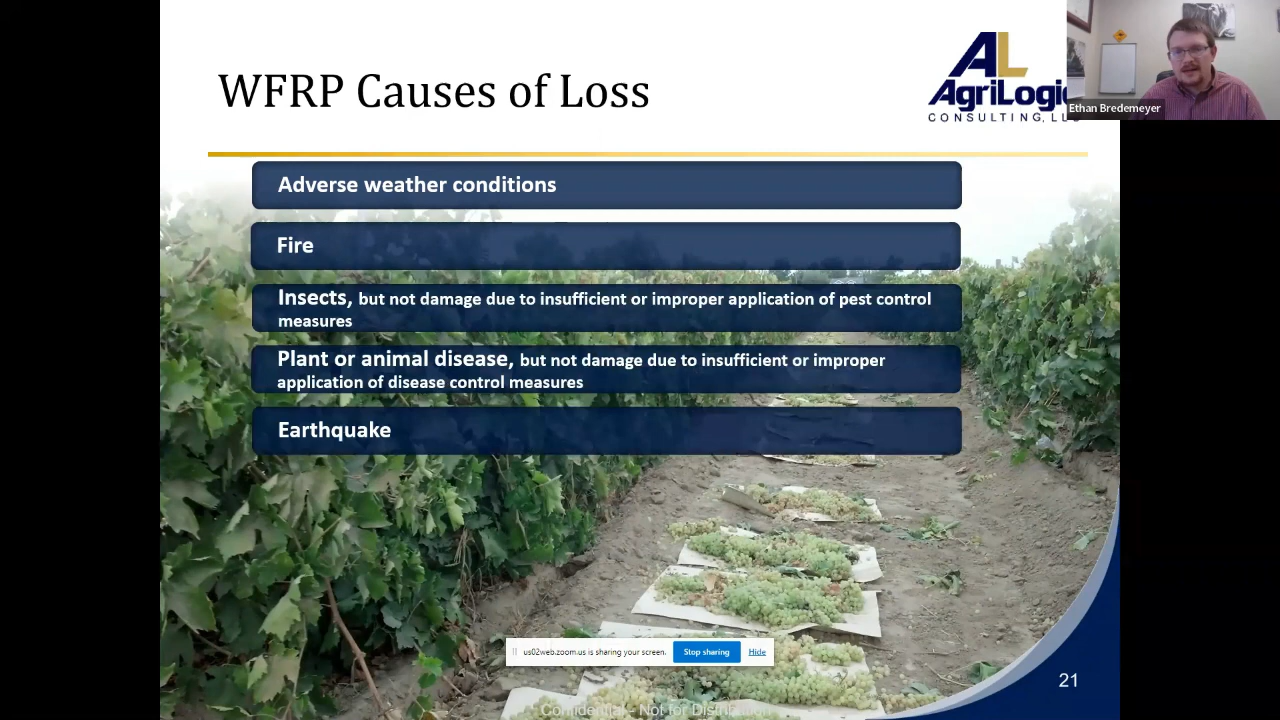 WFRP Causes of Loss
AL
AgriLogic
CONSULTING, LLC
Ethan Bredemeyer
Adverse weather conditions
Fire
Insects, but not damage due to insufficient or improper application of pest control
measures
Plant or animal disease, but not damage due to insufficient or improper
application of disease control measures
Earthquake
us02web.zoom.us is sharing your screen.
Stop sharing
Hide
21
Confidential - Not for Distribution